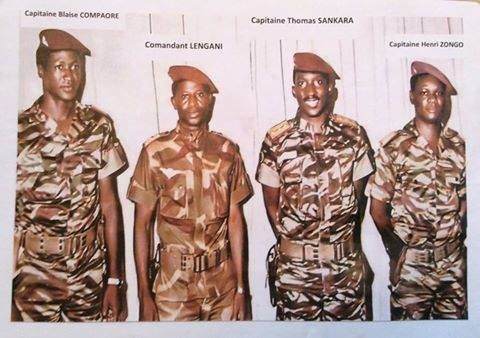 Capitaine Blaise COMPAORE
Comandant LENGANI
Capitaine Thomas SANKARA
Capitaine Henri ZONGO